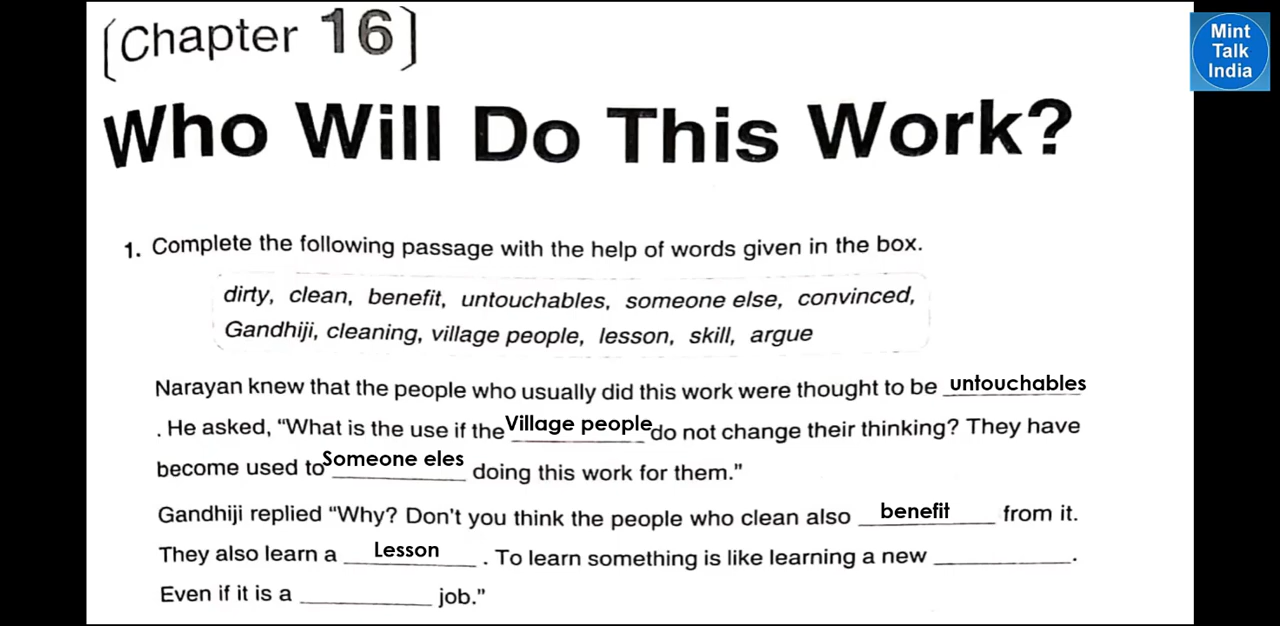 [Chapter 16]
Mint
Talk
India
Who Will Do This Work?
1. Complete the following passage with the help of words given in the box.
dirty, clean, benefit, untouchables, someone else, convinced,
Gandhiji, cleaning, village people, lesson, skill, argue
Narayan knew that the people who usually did this work were thought to be untouchables
. He asked, "What is the use if the Village people do not change their thinking? They have
become used to Someone eles doing this work for them."
Gandhiji replied "Why? Don't you think the people who clean also benefit from it.
They also learn a Lesson . To learn something is like learning a new ____________.
Even if it is a ____________ job."